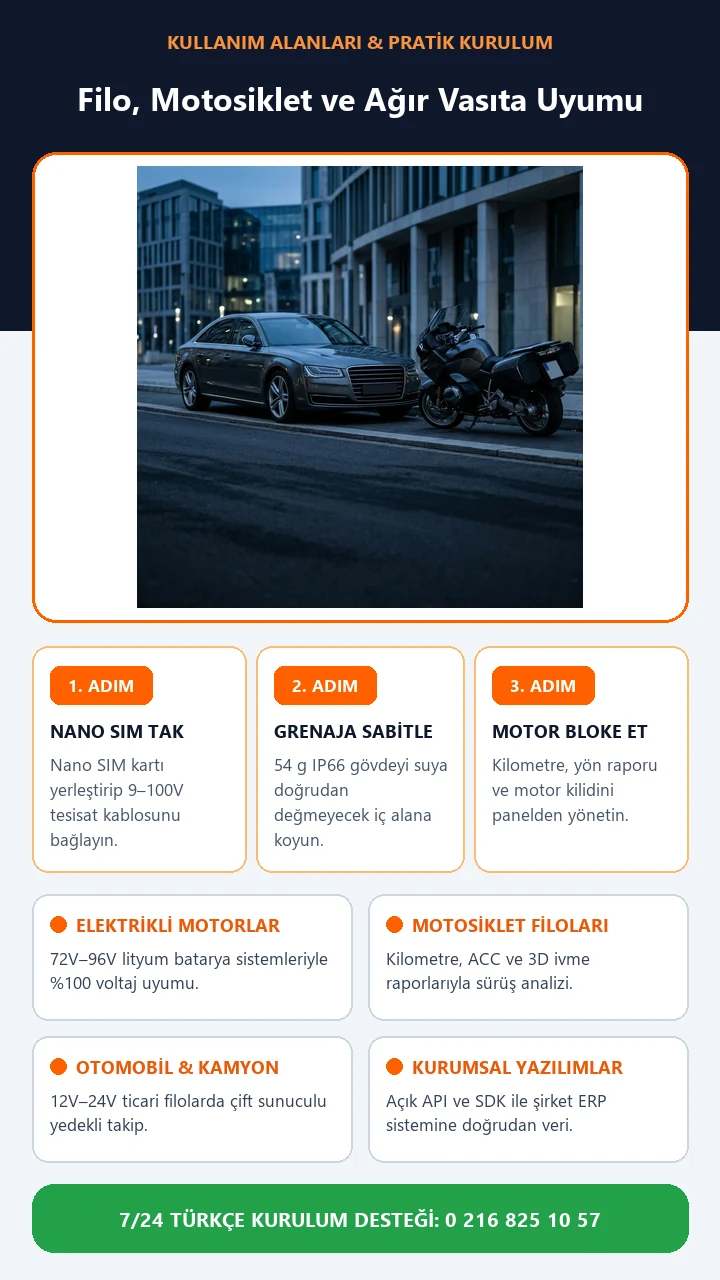 KULLANIM ALANLARI & PRATİK KURULUM
Filo, Motosiklet ve Ağır Vasıta Uyumu
1. ADIM
NANO SIM TAK
Nano SIM kartı
yerleştirip 9–100V
tesisat kablosunu
bağlayın.
2. ADIM
GRENAJA SABİTLE
54 g IP66 gövdeyi suya
doğrudan
değmeyecek iç alana
koyun.
3. ADIM
MOTOR BLOKE ET
Kilometre, yön raporu
ve motor kilidini
panelden yönetin.
ELEKTRİKLİ MOTORLAR
72V–96V lityum batarya sistemleriyle
%100 voltaj uyumu.
MOTOSİKLET FİLOLARI
Kilometre, ACC ve 3D ivme
raporlarıyla sürüş analizi.
OTOMOBİL & KAMYON
12V–24V ticari filolarda çift sunuculu
yedekli takip.
KURUMSAL YAZILIMLAR
Açık API ve SDK ile şirket ERP
sistemine doğrudan veri.
7/24 TÜRKÇE KURULUM DESTEĞİ: 0 216 825 10 57